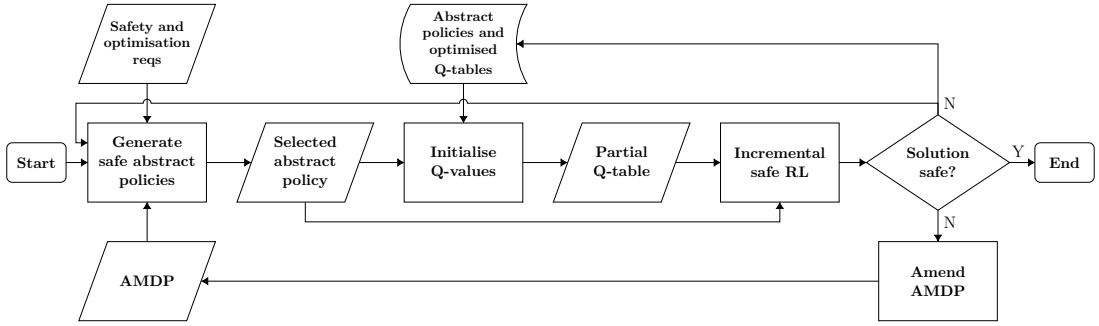 Safety and
optimisation
reqs
Abstract
policies and
optimised
Q-tables
N
Start
Generate
safe abstract
policies
Selected
abstract
policy
Initialise
Q-values
Partial
Q-table
Incremental
safe RL
Solution
safe?
Y
End
N
AMDP
Amend
AMDP